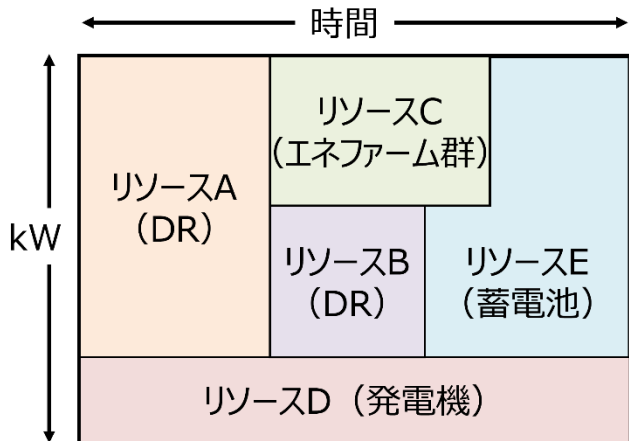 時間
kW
リソースA
(DR)
リソースC
(エネファーム群)
リソースB
(DR)
リソースE
(蓄電池)
リソースD(発電機)